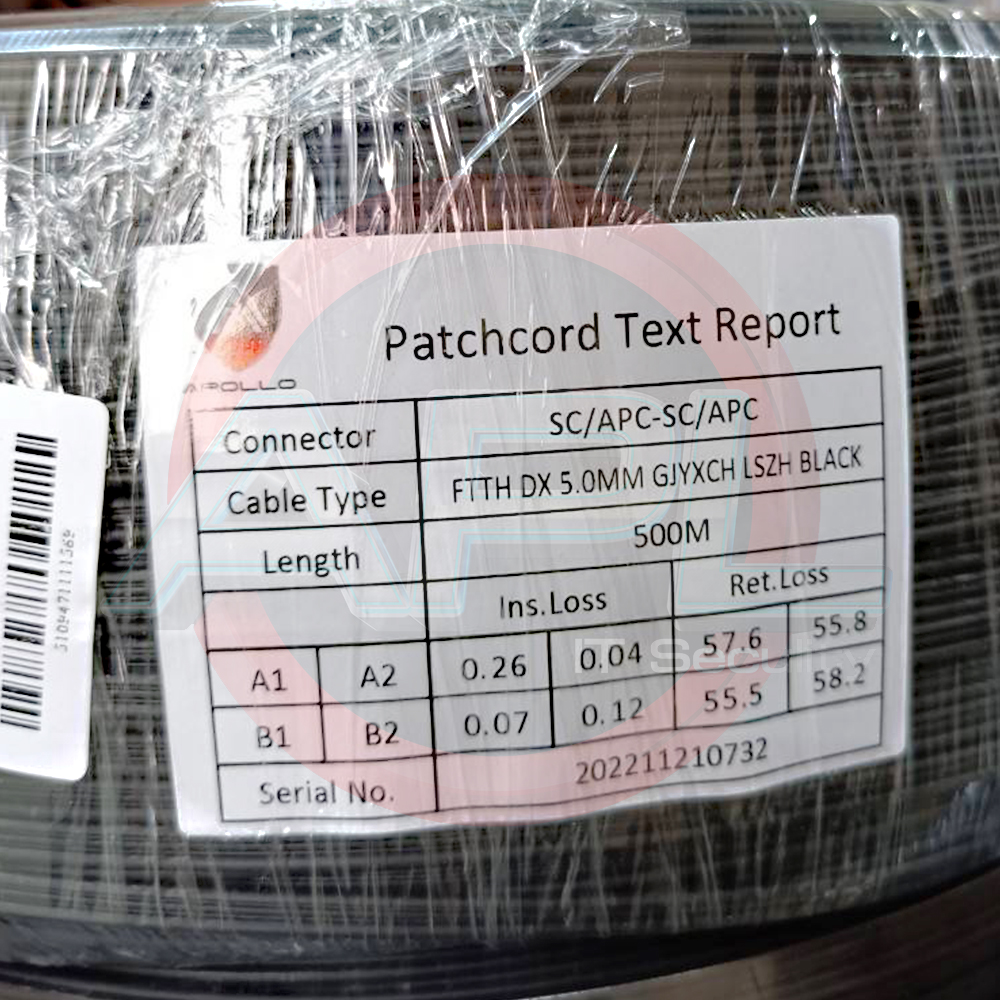 APOLLO
Patchcord Text Report
Connector SC/APC-SC/APC
Cable Type FTTH DX 5.0MM GJYXCH LSZH BLACK
Length 500M
Ins.Loss Ret.Loss
A1 A2 0.26 0.04 57.6 55.8
B1 B2 0.07 0.12 55.5 58.2
Serial No. 202211210732
APL
IT Security